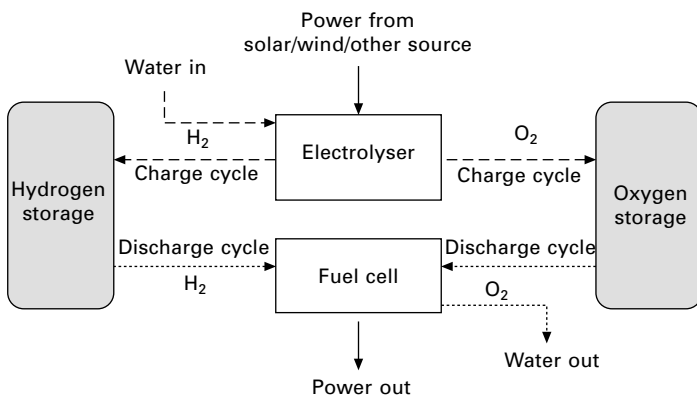 Power from
solar/wind/other source
Water in
H₂
O₂
Electrolyser
Charge cycle
Charge cycle
Hydrogen
storage
Oxygen
storage
Discharge cycle
Discharge cycle
H₂
Fuel cell
O₂
Water out
Power out